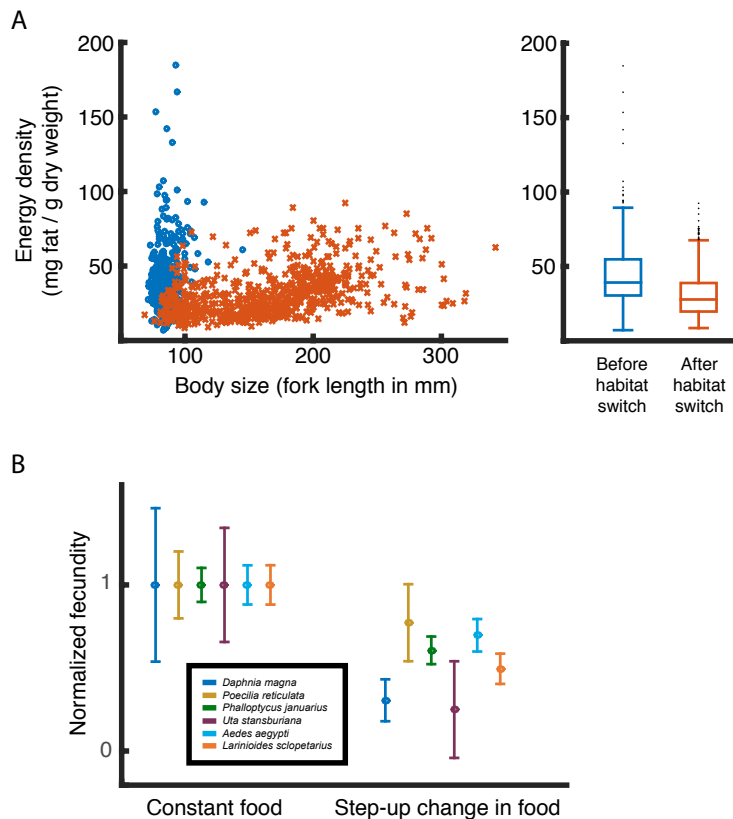 A
Energy density
(mg fat / g dry weight)
200
150
100
50
100
200
300
Body size (fork length in mm)
200
150
100
50
0
Before
habitat
switch
After
habitat
switch
B
Normalized fecundity
1
0
Daphnia magna
Poecilia reticulata
Phalloptycus januarius
Uta stansburiana
Aedes aegypti
Larinioides sclopetarius
Constant food
Step-up change in food